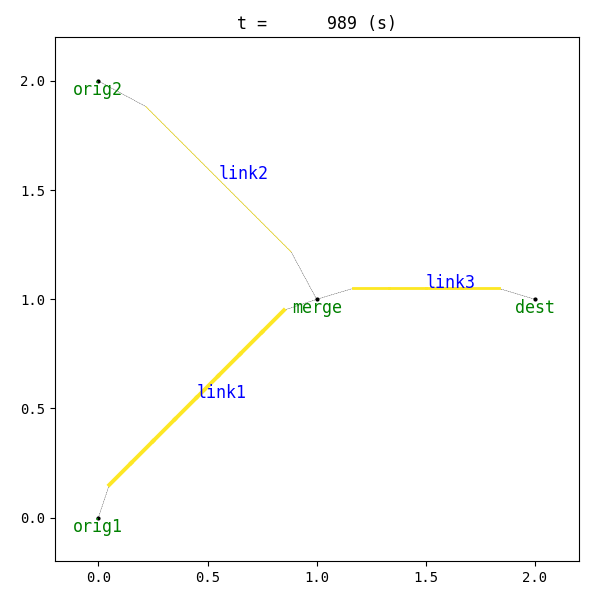 t =      989 (s)
2.0
orig2
link2
1.5
link3
1.0
merge
dest
link1
0.5
0.0
orig1
0.0 0.5 1.0 1.5 2.0